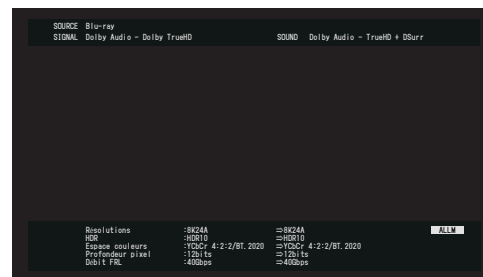 SOURCE Blu-ray
SIGNAL Dolby Audio - Dolby TrueHD SOUND Dolby Audio - TrueHD + DSurr
Résolutions :8K24A ⇒8K24A ALLM
HDR :HDR10 ⇒HDR10
Espace couleurs :YCbCr 4:2:2/BT.2020 ⇒YCbCr 4:2:2/BT.2020
Profondeur pixel :12bits ⇒12bits
Débit FRL :40Gbps ⇒40Gbps